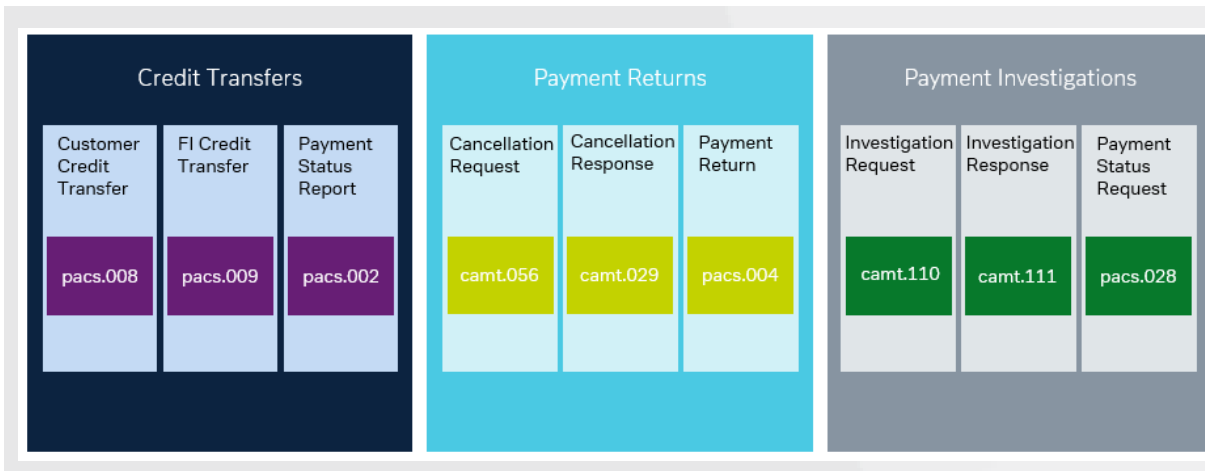 Credit Transfers
Customer
Credit
Transfer
pacs.008
FI Credit
Transfer
pacs.009
Payment
Status
Report
pacs.002
Payment Returns
Cancellation
Request
camt.056
Cancellation
Response
camt.029
Payment
Return
pacs.004
Payment Investigations
Investigation
Request
camt.110
Investigation
Response
camt.111
Payment
Status
Request
pacs.028